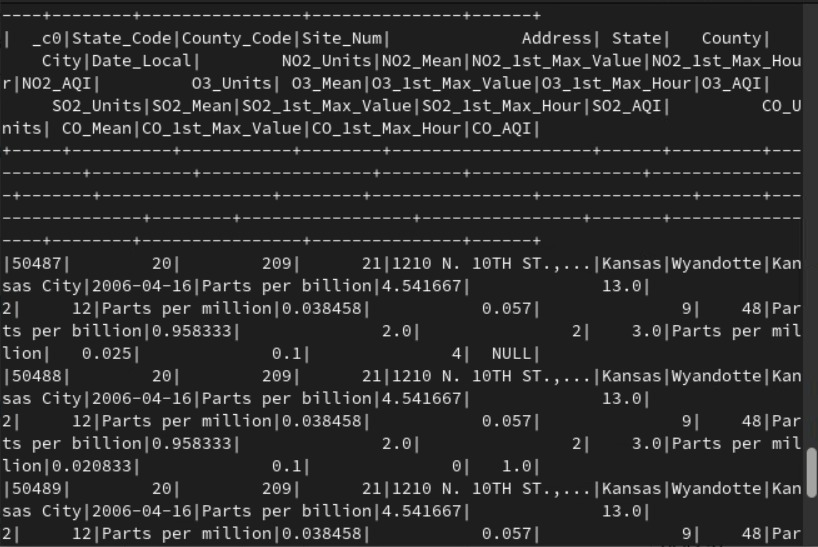 ----+--------+----------------+---------------+------+
|  _c0|State_Code|County_Code|Site_Num|             Address| State|   County|
    City|Date_Local|        NO2_Units|NO2_Mean|NO2_1st_Max_Value|NO2_1st_Max_Hou
r|NO2_AQI|         O3_Units| O3_Mean|O3_1st_Max_Value|O3_1st_Max_Hour|O3_AQI|
     SO2_Units|SO2_Mean|SO2_1st_Max_Value|SO2_1st_Max_Hour|SO2_AQI|         CO_U
nits| CO_Mean|CO_1st_Max_Value|CO_1st_Max_Hour|CO_AQI|
+-----+----------+-----------+--------+--------------------+------+---------+---
--------+----------+-----------------+--------+-----------------+---------------
-+-------+-----------------+--------+----------------+---------------+------+---
--------------+--------+-----------------+----------------+-------+-------------
----+--------+----------------+---------------+------+
|50487|        20|        209|      21|1210 N. 10TH ST.,...|Kansas|Wyandotte|Kan
sas City|2006-04-16|Parts per billion|4.541667|             13.0|
2|     12|Parts per million|0.038458|           0.057|              9|    48|Par
ts per billion|0.958333|              2.0|               2|    3.0|Parts per mil
lion|   0.025|             0.1|              4|  NULL|
|50488|        20|        209|      21|1210 N. 10TH ST.,...|Kansas|Wyandotte|Kan
sas City|2006-04-16|Parts per billion|4.541667|             13.0|
2|     12|Parts per million|0.038458|           0.057|              9|    48|Par
ts per billion|0.958333|              2.0|               2|    3.0|Parts per mil
lion|0.020833|             0.1|              0|   1.0|
|50489|        20|        209|      21|1210 N. 10TH ST.,...|Kansas|Wyandotte|Kan
sas City|2006-04-16|Parts per billion|4.541667|             13.0|
2|     12|Parts per million|0.038458|           0.057|              9|    48|Par